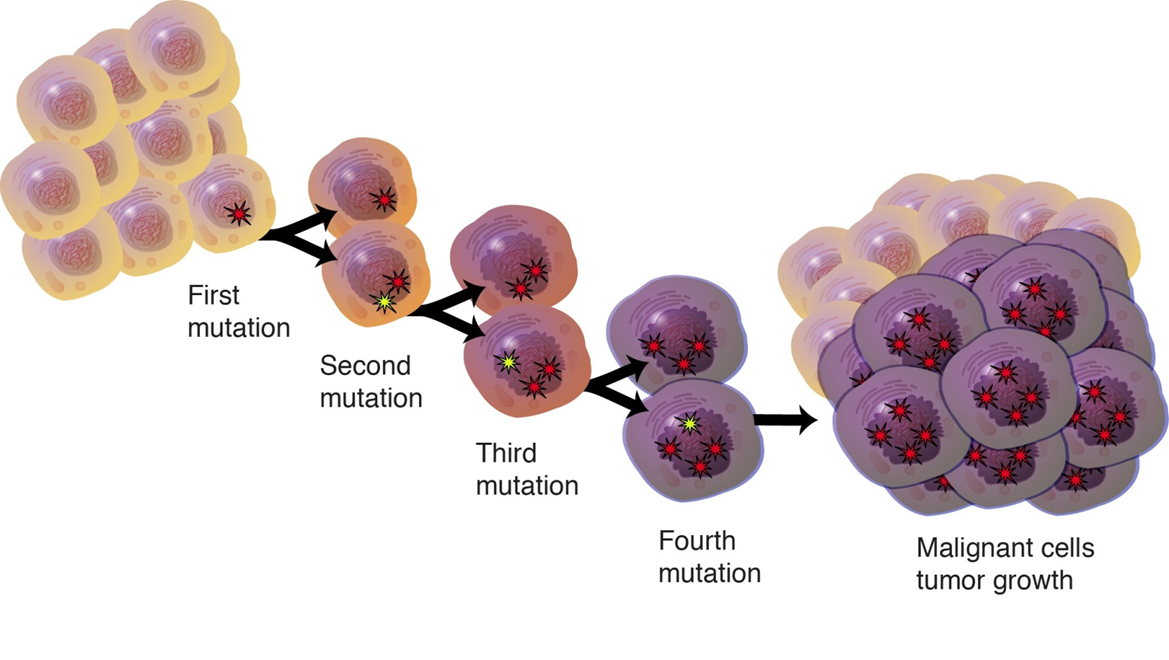 First
mutation
Second
mutation
Third
mutation
Fourth
mutation
Malignant cells
tumor growth